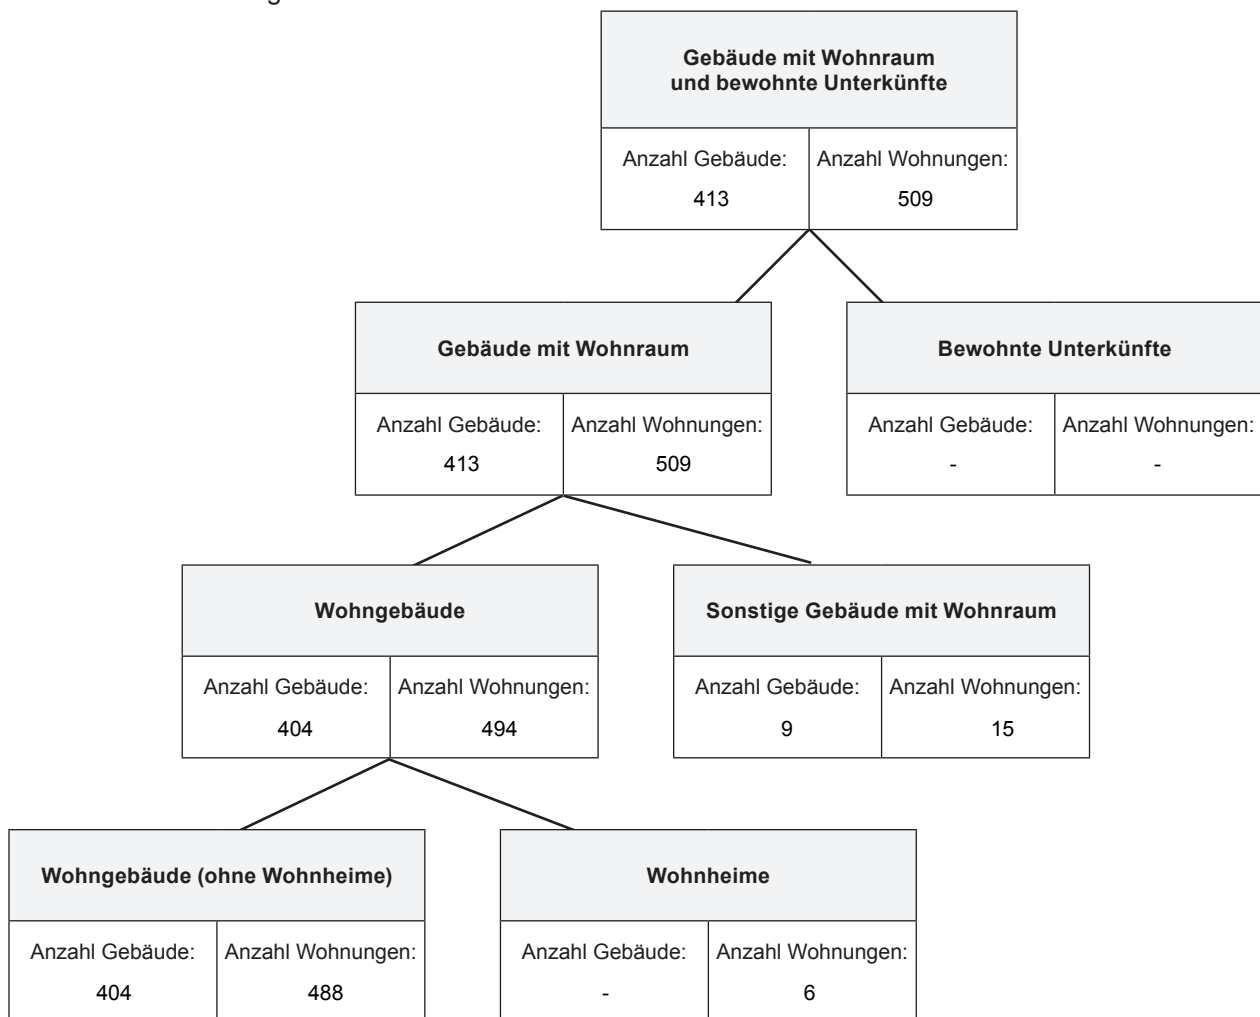 Gebäude mit Wohnraum
und bewohnte Unterkünfte
Anzahl Gebäude: Anzahl Wohnungen:
413 509
Gebäude mit Wohnraum Bewohnte Unterkünfte
Anzahl Gebäude: Anzahl Wohnungen: Anzahl Gebäude: Anzahl Wohnungen:
413 509 - -
Wohngebäude Sonstige Gebäude mit Wohnraum
Anzahl Gebäude: Anzahl Wohnungen: Anzahl Gebäude: Anzahl Wohnungen:
404 494 9 15
Wohngebäude (ohne Wohnheime) Wohnheime
Anzahl Gebäude: Anzahl Wohnungen: Anzahl Gebäude: Anzahl Wohnungen:
404 488 - 6